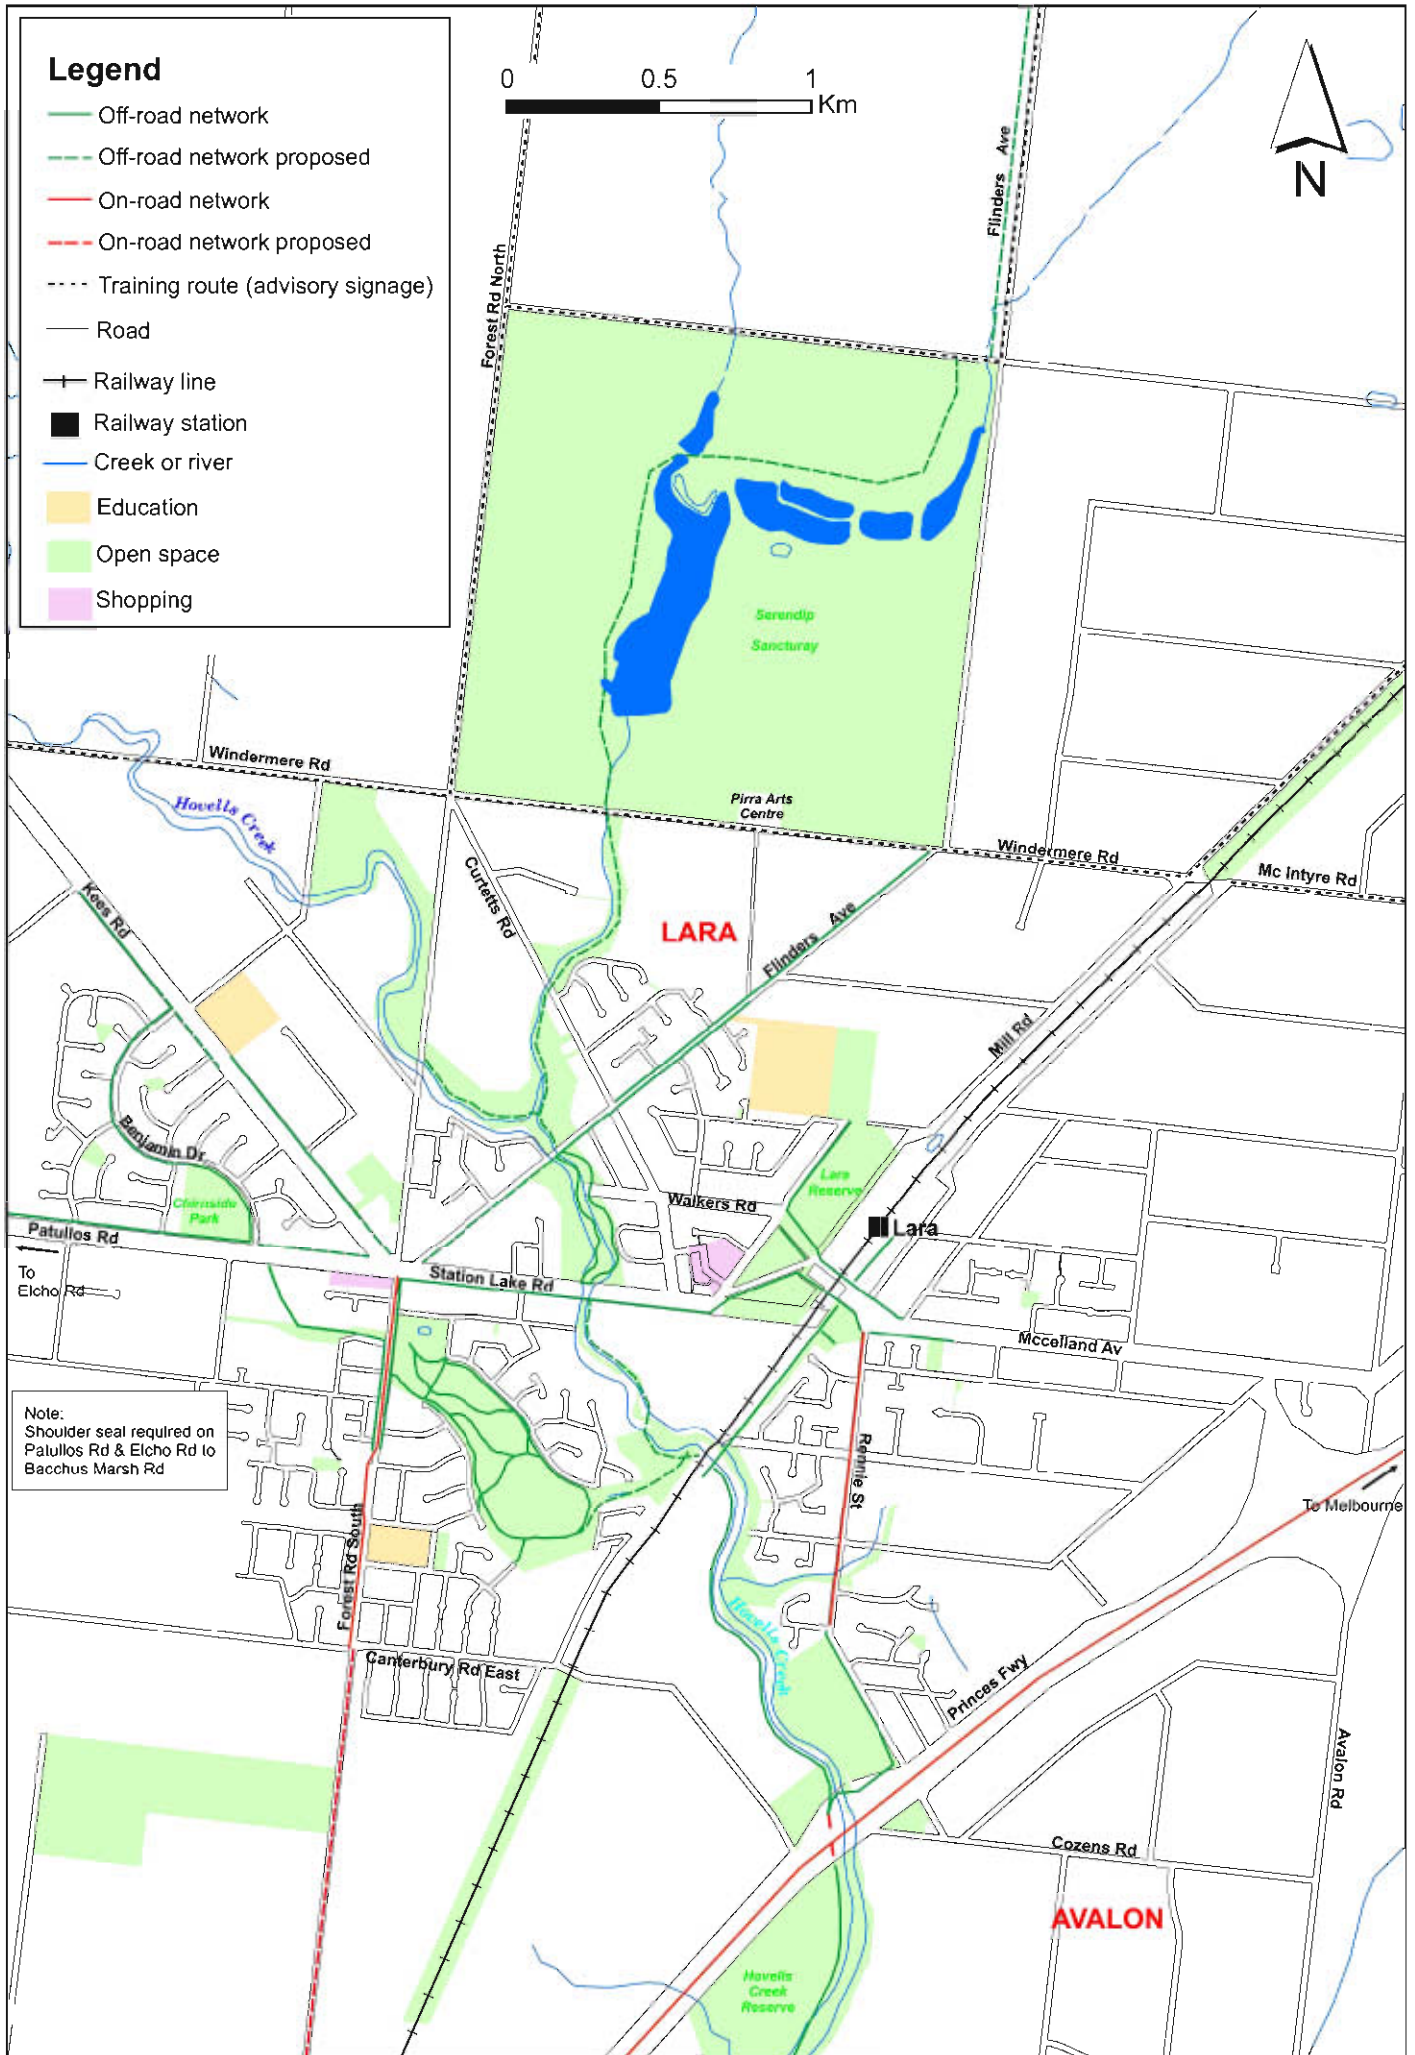 Legend
Off-road network
Off-road network proposed
On-road network
On-road network proposed
Training route (advisory signage)
Road
Railway line
Railway station
Creek or river
Education
Open space
Shopping
0 0.5 1
Km
N
Flinders Ave
Forest Rd North
Serendip
Sancturay
Windermere Rd
Hovells Creek
Pirra Arts
Centre
Windermere Rd
Mc Intyre Rd
Kees Rd
Curtetts Rd
LARA
Flinders Ave
Mill Rd
Benjamin Dr
Lara
Reserve
Walkers Rd
Chirnside
Park
Patullos Rd
Lara
To
Elcho Rd
Station Lake Rd
Mccelland Av
Note:
Shoulder seal required on
Patullos Rd & Elcho Rd to
Bacchus Marsh Rd
Rennie St
To Melbourne
Forest Rd South
Hovells Creek
Canterbury Rd East
Princes Fwy
Avalon Rd
Cozens Rd
AVALON
Hovells
Creek
Reserve